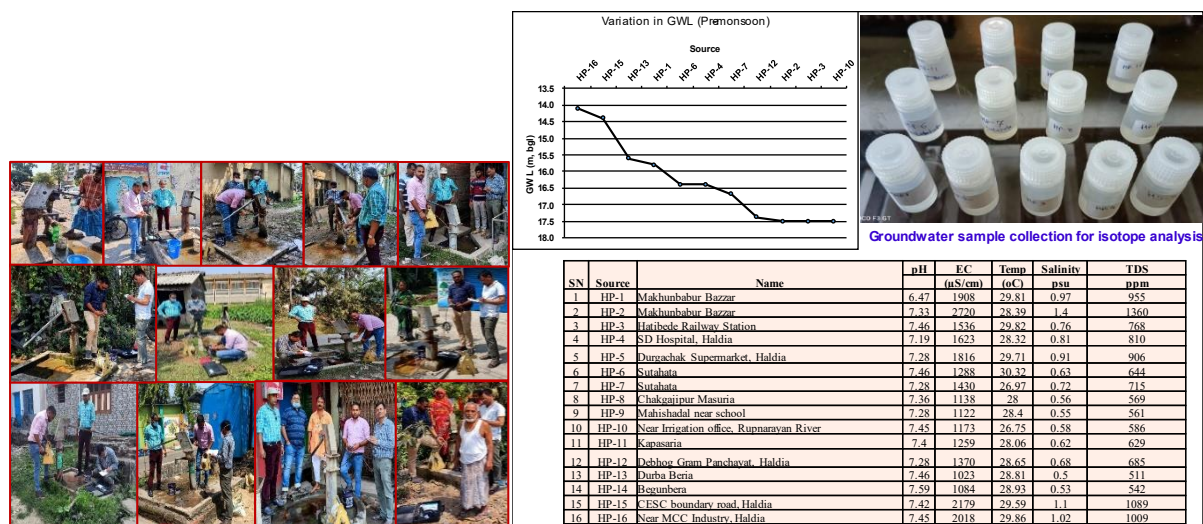 Variation in GWL (Premonsoon)
Source
HP-16 HP-15 HP-13 HP-1 HP-6 HP-4 HP-7 HP-12 HP-2 HP-3 HP-10
GWL (m, bgl)
13.5
14.0
14.5
15.0
15.5
16.0
16.5
17.0
17.5
18.0
Groundwater sample collection for isotope analysis
SN Source Name pH EC (µS/cm) Temp (oC) Salinity psu TDS ppm
1 HP-1 Makhunbabur Bazzar 6.47 1908 29.81 0.97 955
2 HP-2 Makhunbabur Bazzar 7.33 2720 28.39 1.4 1360
3 HP-3 Hatibede Railway Station 7.46 1536 29.82 0.76 768
4 HP-4 SD Hospital, Haldia 7.19 1623 28.32 0.81 810
5 HP-5 Durgachak Supermarket, Haldia 7.28 1816 29.71 0.91 906
6 HP-6 Sutahata 7.46 1288 30.32 0.63 644
7 HP-7 Sutahata 7.28 1430 26.97 0.72 715
8 HP-8 Chakgajipur Masuria 7.36 1138 28 0.56 569
9 HP-9 Mahishadal near school 7.28 1122 28.4 0.55 561
10 HP-10 Near Irrigation office, Rupnarayan River 7.45 1173 26.75 0.58 586
11 HP-11 Kapasaria 7.4 1259 28.06 0.62 629
12 HP-12 Debhog Gram Panchayat, Haldia 7.28 1370 28.65 0.68 685
13 HP-13 Durba Beria 7.46 1023 28.81 0.5 511
14 HP-14 Begunbera 7.59 1084 28.93 0.53 542
15 HP-15 CESC boundary road, Haldia 7.42 2179 29.59 1.1 1089
16 HP-16 Near MCC Industry, Haldia 7.45 2018 29.86 1.02 1009